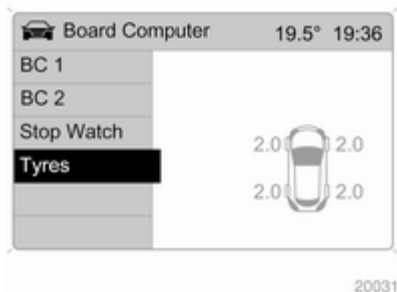 Board Computer 19.5° 19:36
BC 1
BC 2
Stop Watch
Tyres
2.0 2.0
2.0 2.0
20031